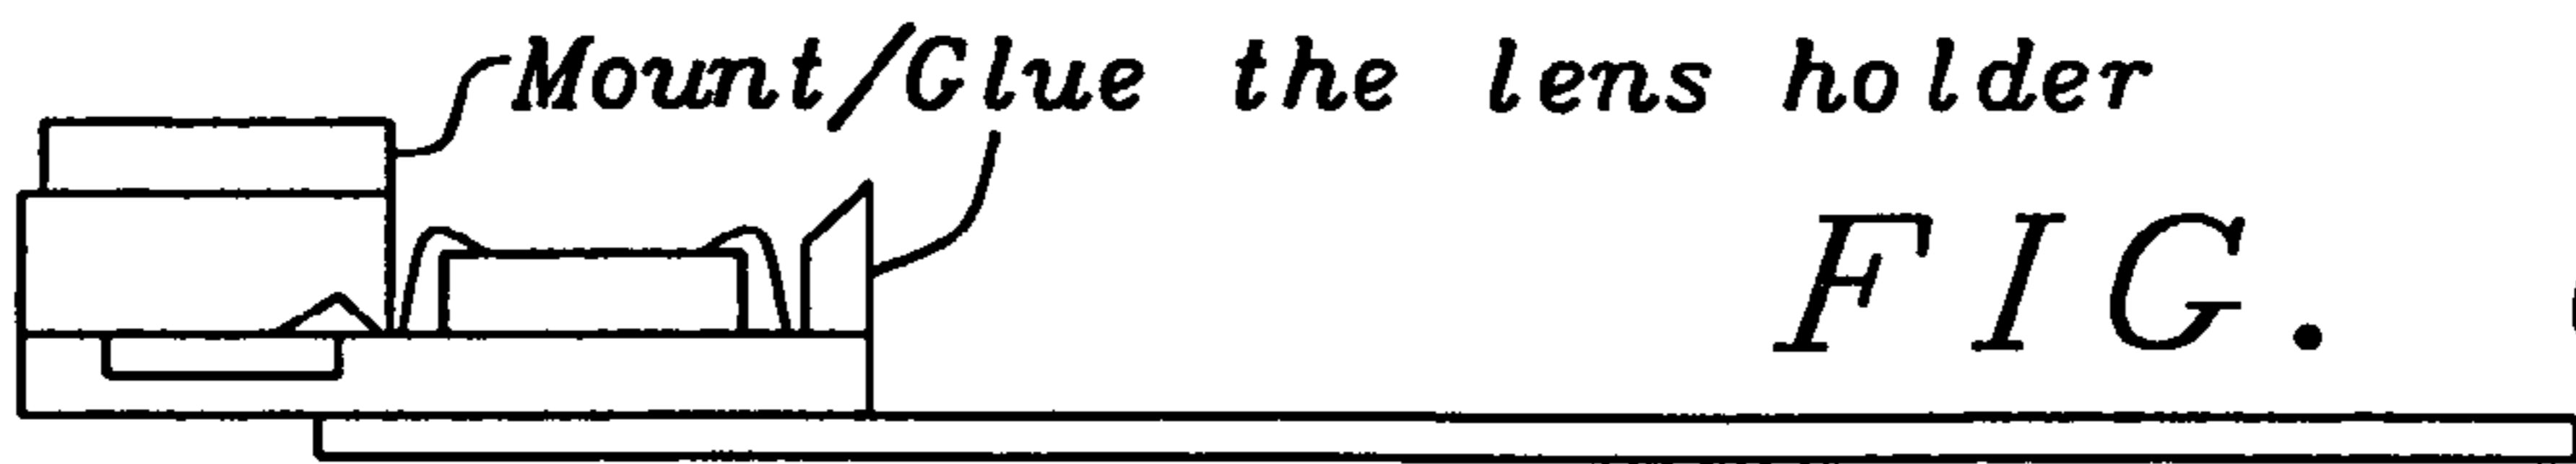 Mount/Glue the lens holder
FIG.